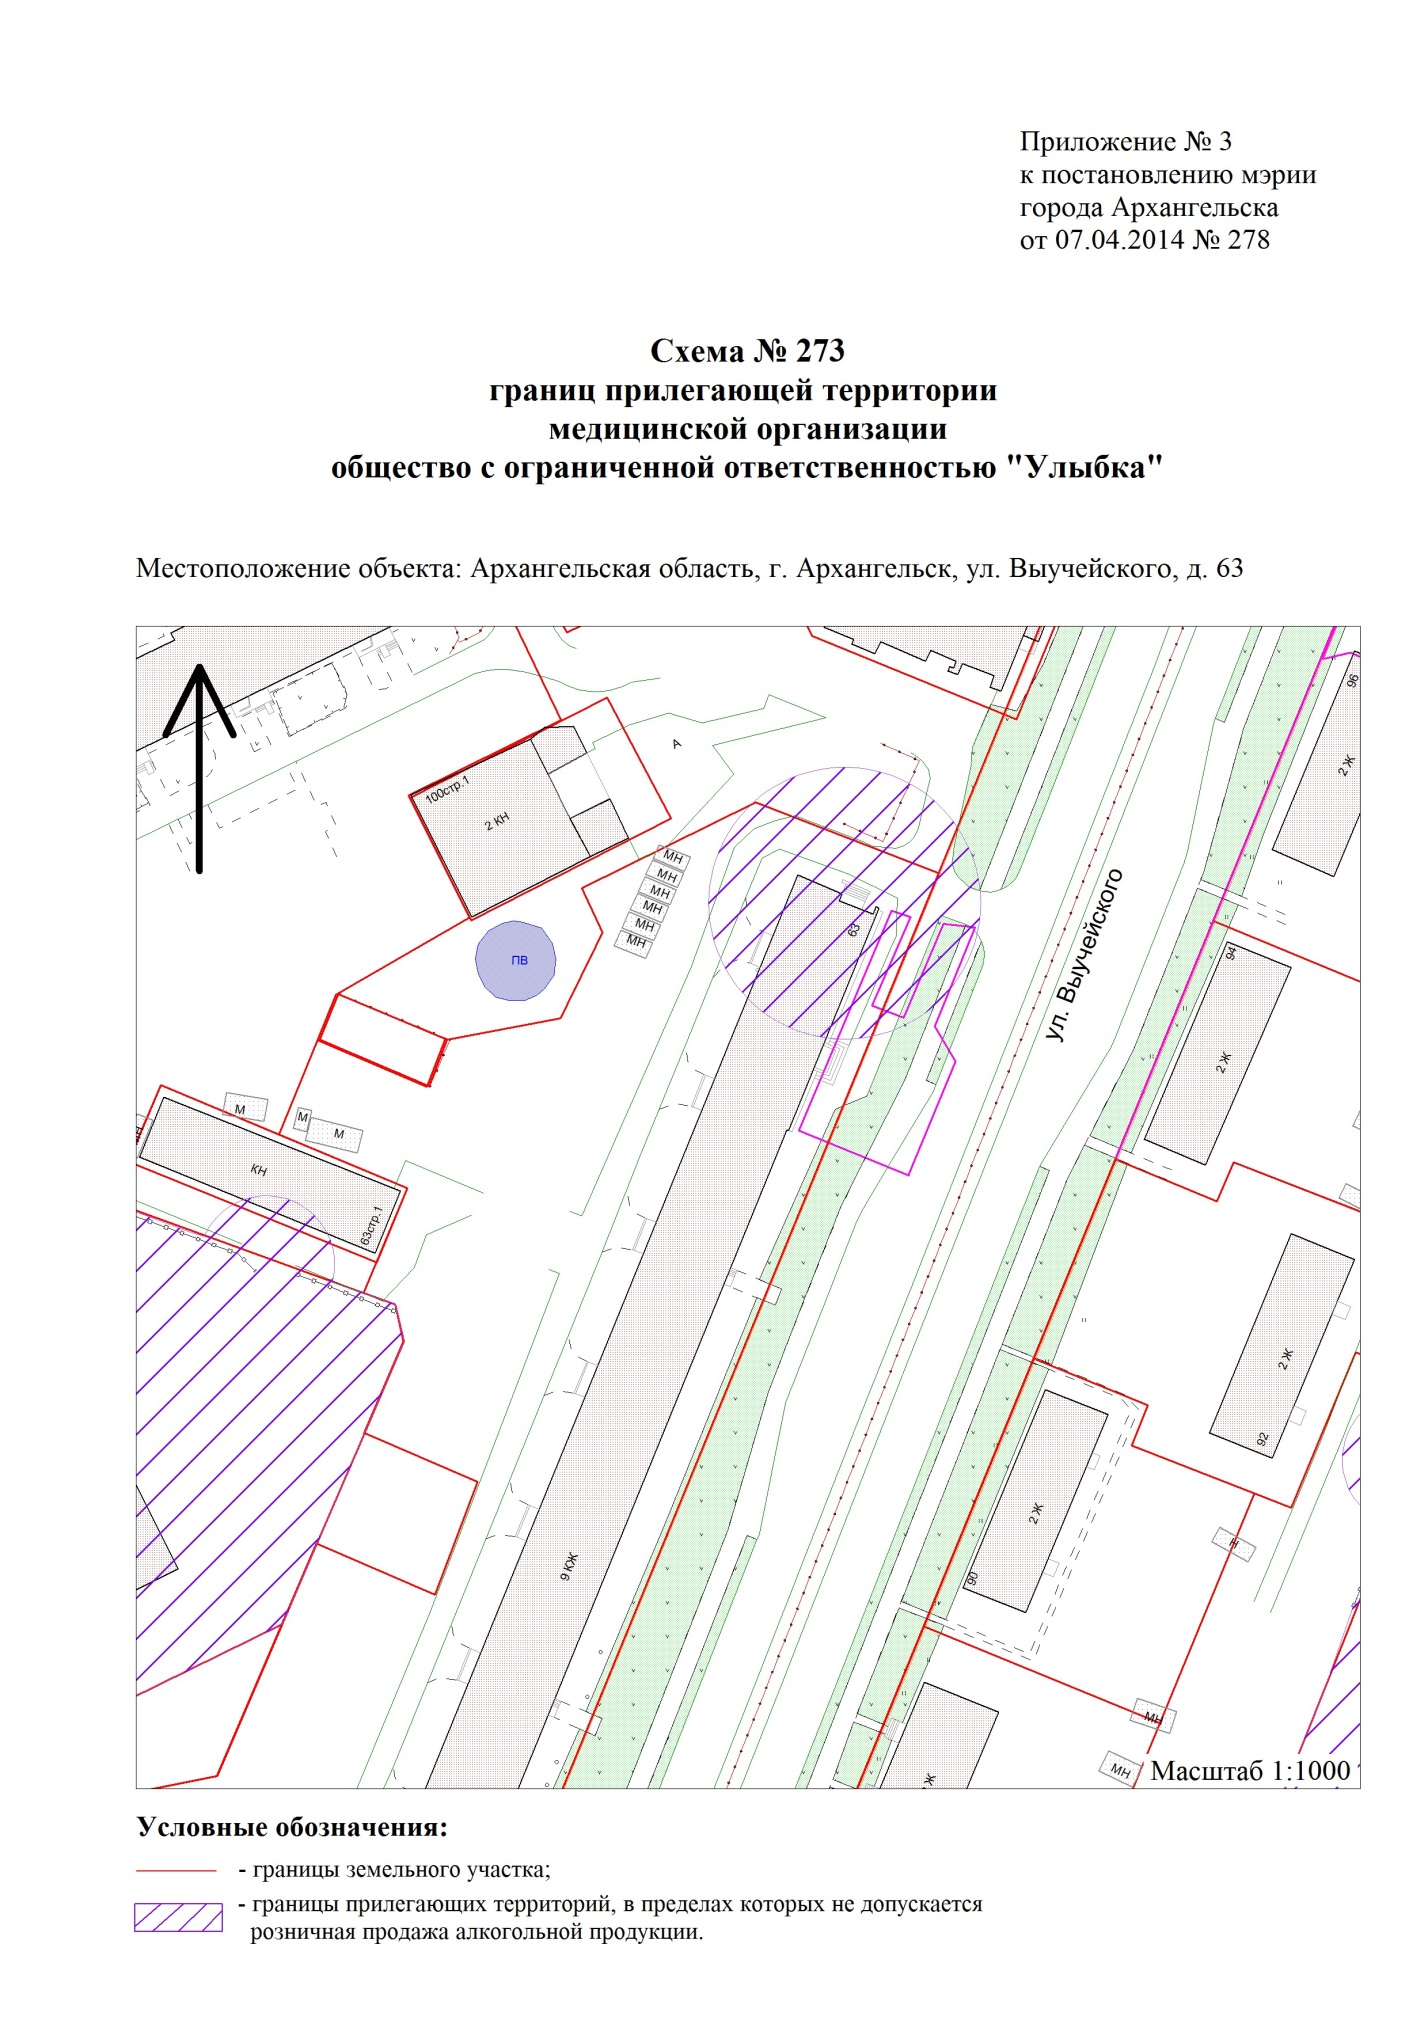 Приложение № 3
к постановлению мэрии
города Архангельска
от 07.04.2014 № 278
Схема № 273
границ прилегающей территории
медицинской организации
общество с ограниченной ответственностью "Улыбка"
Местоположение объекта: Архангельская область, г. Архангельск, ул. Выучейского, д. 63
96
2 Ж
А
100стр.1
2 КН
МН
МН
МН
МН
МН
МН
63
ПВ
ул. Выучейского
94
2 Ж
М
М
М
КН
63стр.1
2 Ж
92
2 Ж
90
Н
9 КЖ
МН
МН
Ж
Масштаб 1:1000
Условные обозначения:
- границы земельного участка;
- границы прилегающих территорий, в пределах которых не допускается
розничная продажа алкогольной продукции.